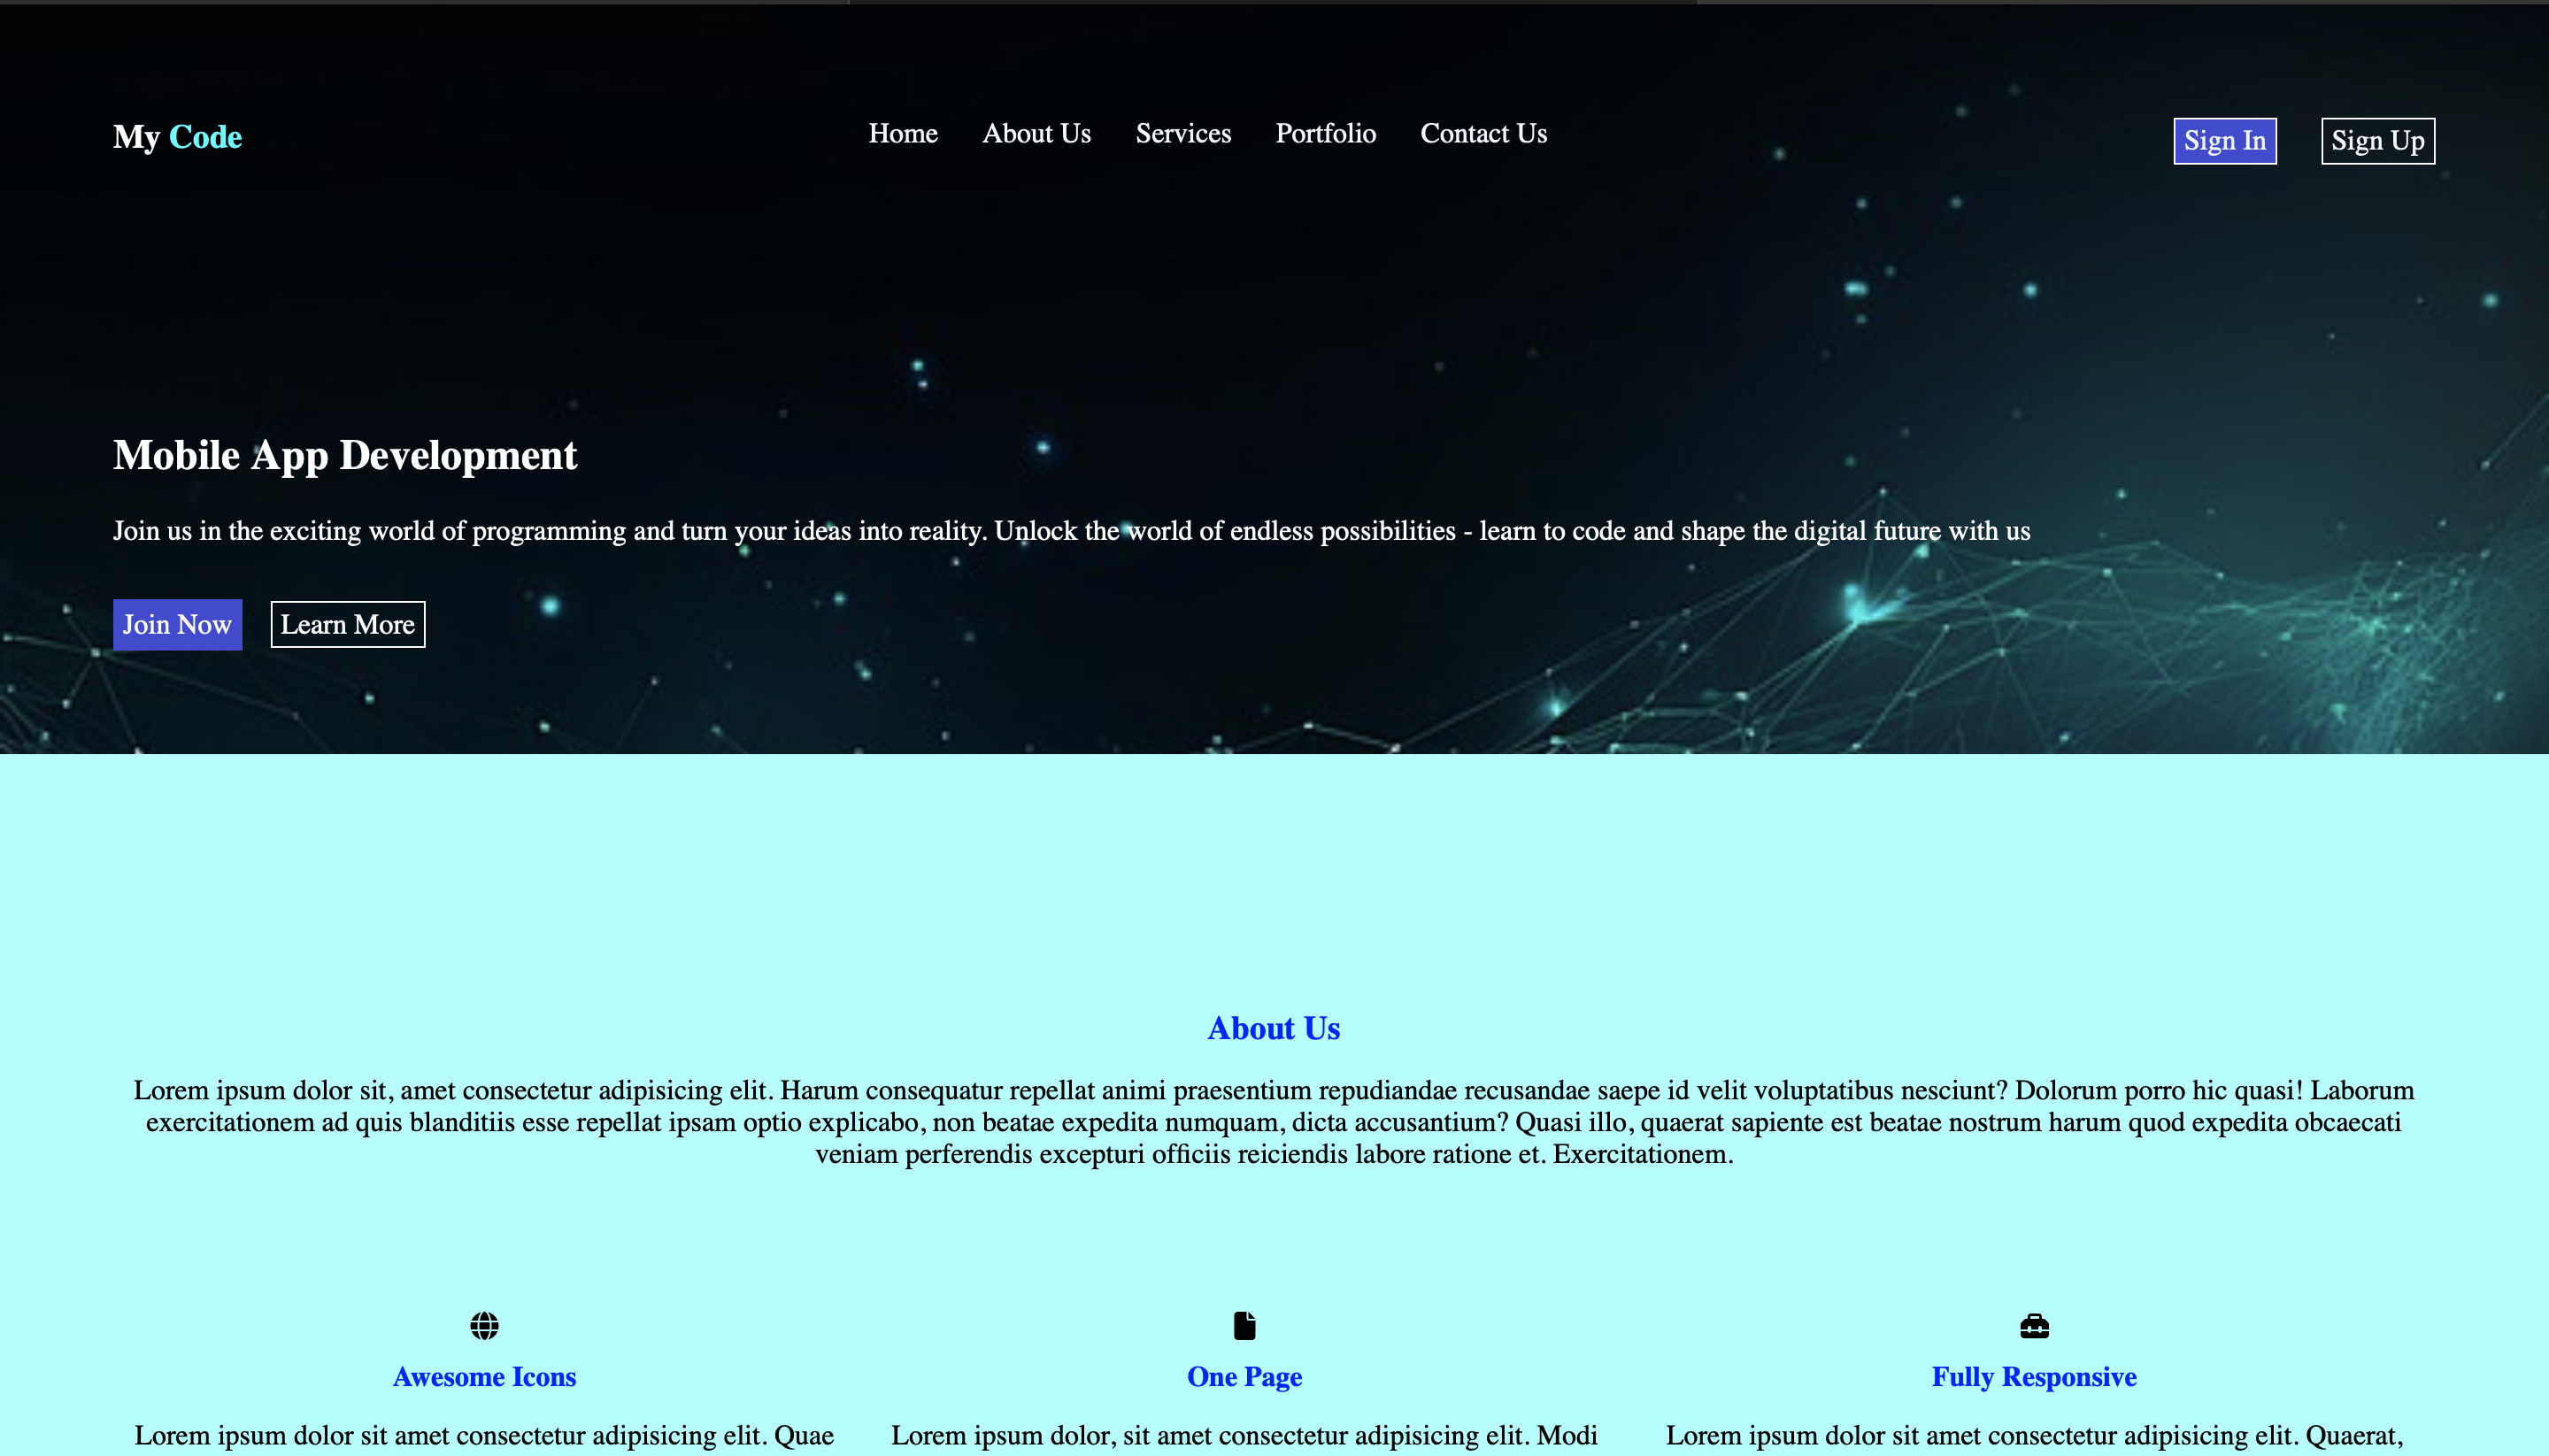 My Code
Home About Us Services Portfolio Contact Us
Sign In Sign Up
Mobile App Development
Join us in the exciting world of programming and turn your ideas into reality. Unlock the world of endless possibilities - learn to code and shape the digital future with us
Join Now Learn More
About Us
Lorem ipsum dolor sit, amet consectetur adipisicing elit. Harum consequatur repellat animi praesentium repudiandae recusandae saepe id velit voluptatibus nesciunt? Dolorum porro hic quasi! Laborum
exercitationem ad quis blanditiis esse repellat ipsam optio explicabo, non beatae expedita numquam, dicta accusantium? Quasi illo, quaerat sapiente est beatae nostrum harum quod expedita obcaecati
veniam perferendis excepturi officiis reiciendis labore ratione et. Exercitationem.
Awesome Icons
Lorem ipsum dolor sit amet consectetur adipisicing elit. Quae
One Page
Lorem ipsum dolor, sit amet consectetur adipisicing elit. Modi
Fully Responsive
Lorem ipsum dolor sit amet consectetur adipisicing elit. Quaerat,